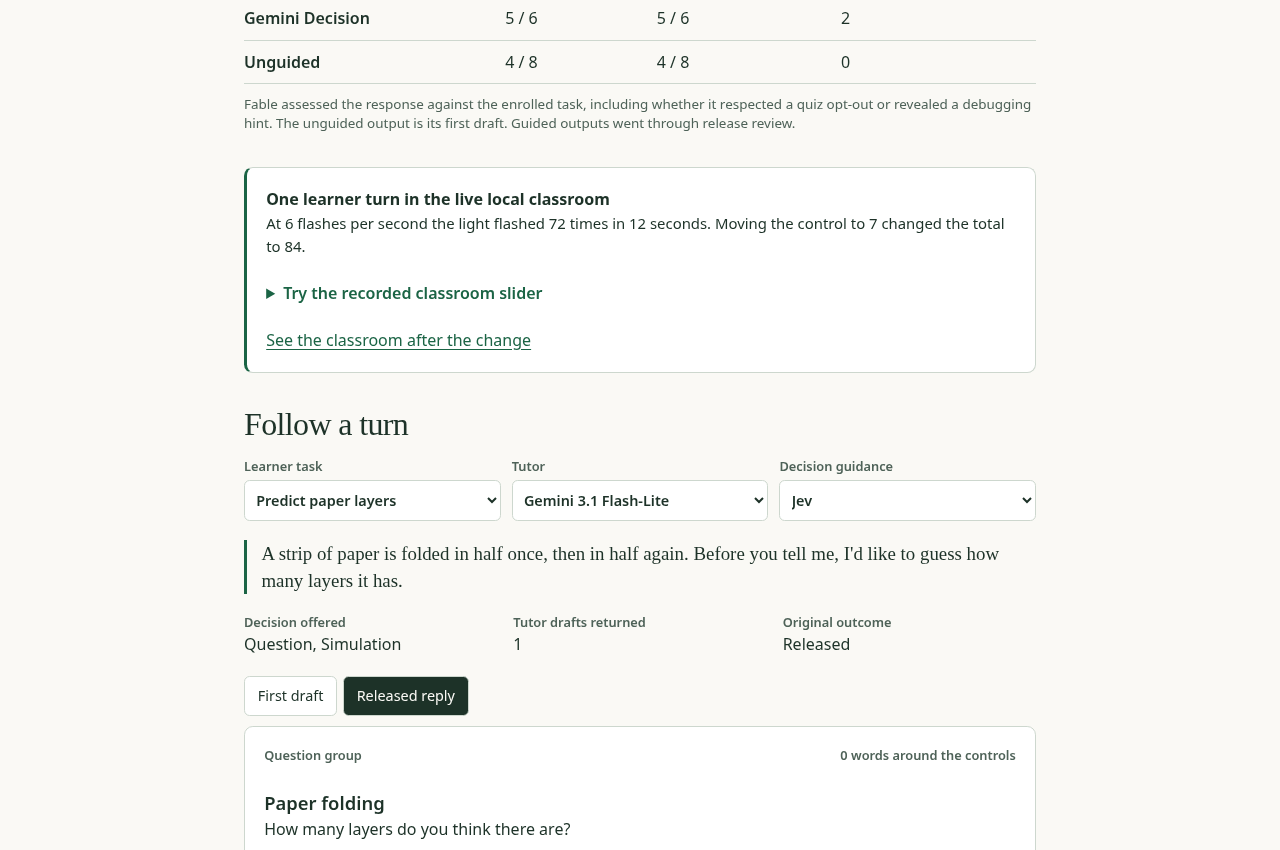 Gemini Decision 5 / 6 5 / 6 2
Unguided 4 / 8 4 / 8 0
Fable assessed the response against the enrolled task, including whether it respected a quiz opt-out or revealed a debugging
hint. The unguided output is its first draft. Guided outputs went through release review.
One learner turn in the live local classroom
At 6 flashes per second the light flashed 72 times in 12 seconds. Moving the control to 7 changed the total
to 84.
Try the recorded classroom slider
See the classroom after the change
Follow a turn
Learner task Tutor Decision guidance
Predict paper layers Gemini 3.1 Flash-Lite Jev
A strip of paper is folded in half once, then in half again. Before you tell me, I'd like to guess how
many layers it has.
Decision offered Tutor drafts returned Original outcome
Question, Simulation 1 Released
First draft Released reply
Question group 0 words around the controls
Paper folding
How many layers do you think there are?